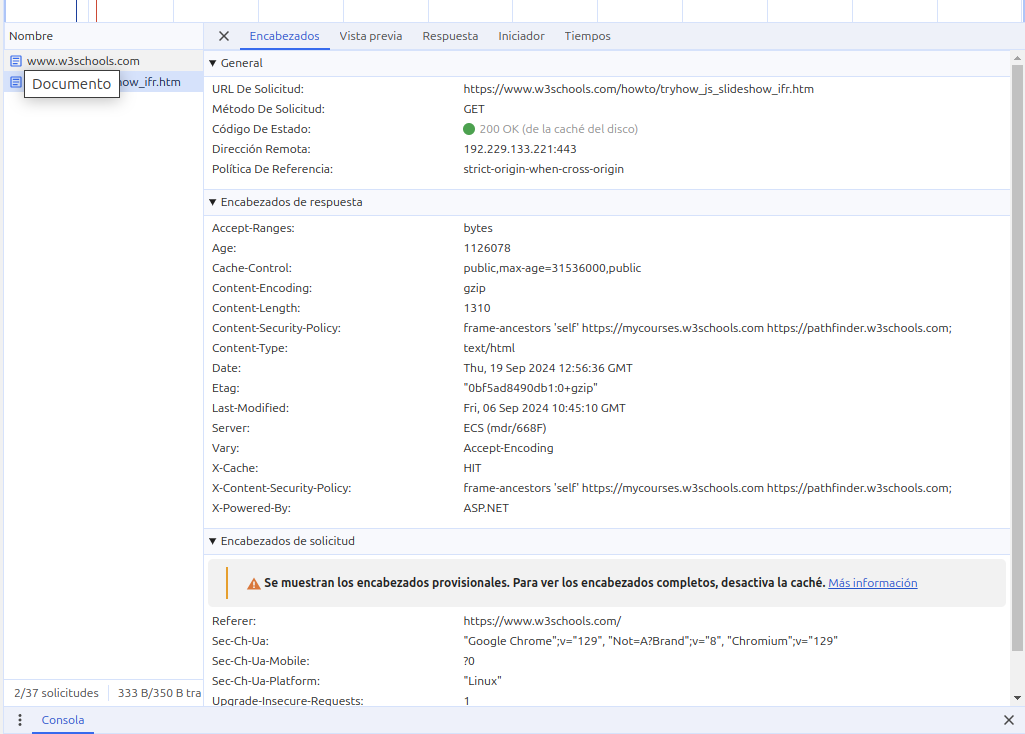 Nombre
Encabezados Vista previa Respuesta Iniciador Tiempos
www.w3schools.com
how_ifr.htm
Documento
General
URL De Solicitud: https://www.w3schools.com/howto/tryhow_js_slideshow_ifr.htm
Método De Solicitud: GET
Código De Estado: 200 OK (de la caché del disco)
Dirección Remota: 192.229.133.221:443
Política De Referencia: strict-origin-when-cross-origin
Encabezados de respuesta
Accept-Ranges: bytes
Age: 1126078
Cache-Control: public,max-age=31536000,public
Content-Encoding: gzip
Content-Length: 1310
Content-Security-Policy: frame-ancestors 'self' https://mycourses.w3schools.com https://pathfinder.w3schools.com;
Content-Type: text/html
Date: Thu, 19 Sep 2024 12:56:36 GMT
Etag: "0bf5ad8490db1:0+gzip"
Last-Modified: Fri, 06 Sep 2024 10:45:10 GMT
Server: ECS (mdr/668F)
Vary: Accept-Encoding
X-Cache: HIT
X-Content-Security-Policy: frame-ancestors 'self' https://mycourses.w3schools.com https://pathfinder.w3schools.com;
X-Powered-By: ASP.NET
Encabezados de solicitud
Se muestran los encabezados provisionales. Para ver los encabezados completos, desactiva la caché. Más información
Referer: https://www.w3schools.com/
Sec-Ch-Ua: "Google Chrome";v="129", "Not=A?Brand";v="8", "Chromium";v="129"
Sec-Ch-Ua-Mobile: ?0
Sec-Ch-Ua-Platform: "Linux"
Upgrade-Insecure-Requests: 1
2/37 solicitudes 333 B/350 B tra
Consola